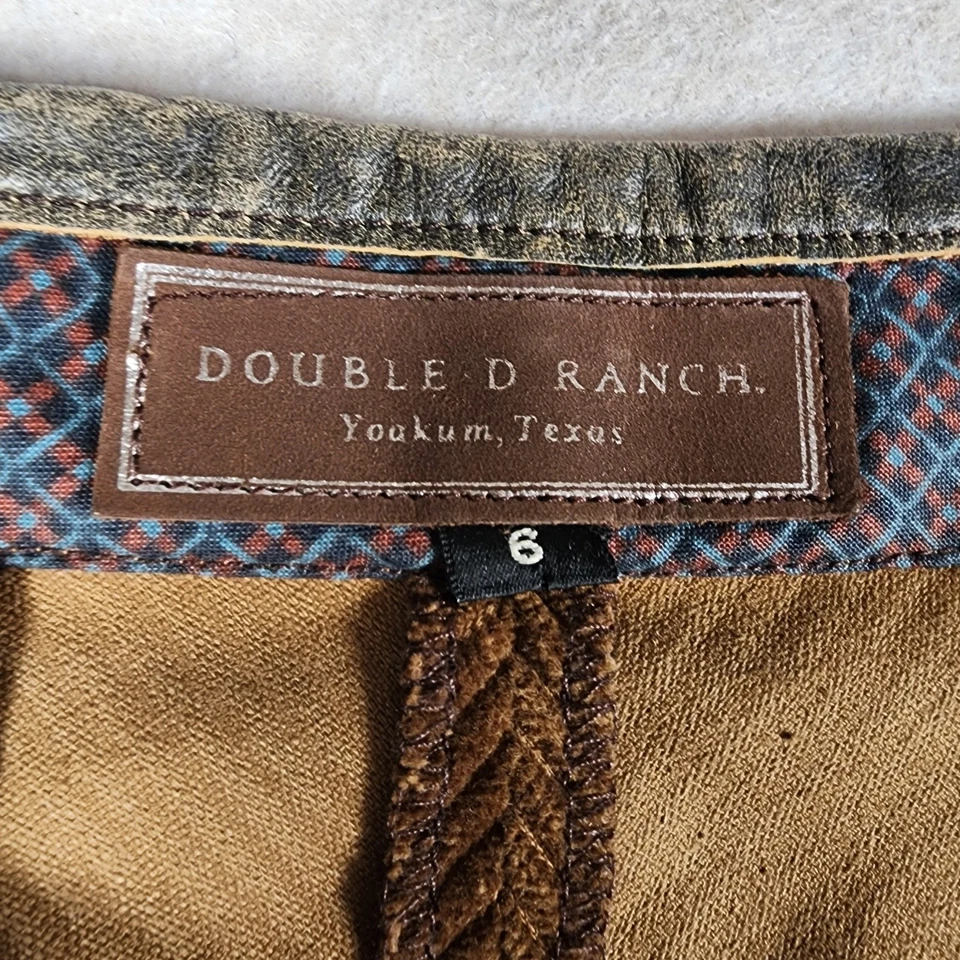 DOUBLE D RANCH.
Yoakum, Texas
6